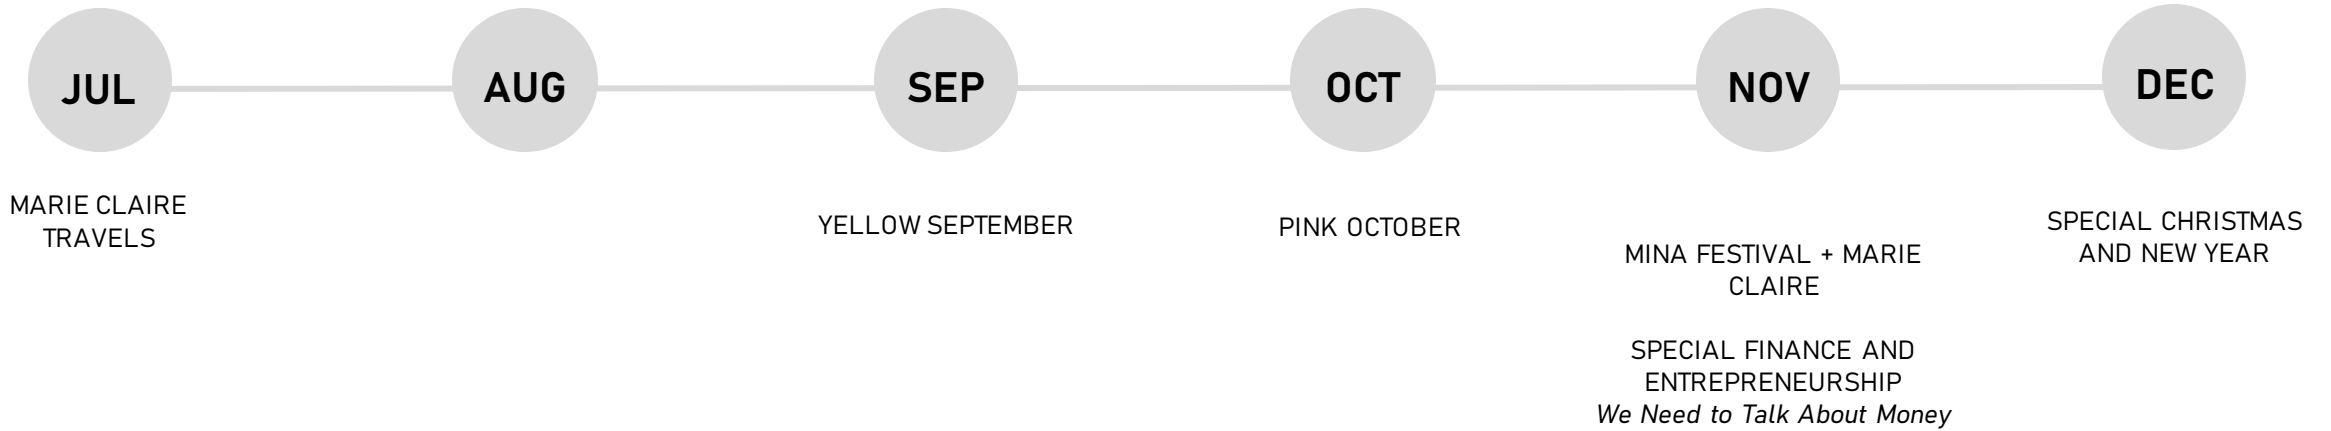 JUL
AUG
SEP
OCT
NOV
DEC
MARIE CLAIRE
TRAVELS
YELLOW SEPTEMBER
PINK OCTOBER
MINA FESTIVAL + MARIE
CLAIRE
SPECIAL FINANCE AND
ENTREPRENEURSHIP
We Need to Talk About Money
SPECIAL CHRISTMAS
AND NEW YEAR